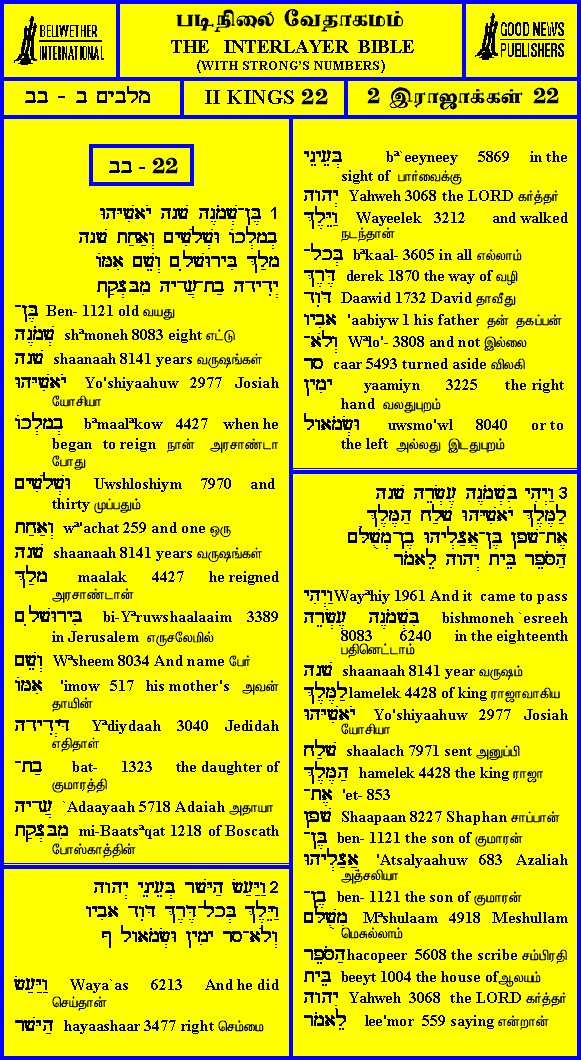 BELLWETHER
INTERNATIONAL
படிநிலை வேதாகமம்
THE INTERLAYER BIBLE
(WITH STRONG'S NUMBERS)
GOOD NEWS
PUBLISHERS
מלכים ב - כב
II KINGS 22
2 இராஜாக்கள் 22
כב - 22
1 בֶּן־שְׁמֹנֶה שָׁנָה יֹאשִׁיָּהוּ
בְמָלְכוֹ וּשְׁלֹשִׁים וְאַחַת שָׁנָה
מָלַךְ בִּירוּשָׁלִָם וְשֵׁם אִמּוֹ
יְדִידָה בַת־עֲדָיָה מִבָּצְקַת
בֶּן־ Ben- 1121 old வயது
שְׁמֹנֶה shªmoneh 8083 eight எட்டு
שָׁנָה shaanaah 8141 years வருஷங்கள்
יֹאשִׁיָּהוּ Yo'shiyaahuw 2977 Josiah
யோசியா
בְמָלְכוֹ bªmaalªkow 4427 when he
began to reign நான் அரசாண்டா
போது
וּשְׁלֹשִׁים Uwshloshiym 7970 and
thirty முப்பதும்
וְאַחַת wª'achat 259 and one ஒரு
שָׁנָה shaanaah 8141 years வருஷங்கள்
מָלַךְ maalak 4427 he reigned
அரசாண்டான்
בִּירוּשָׁלִַם bi-Yªruwshaalaaim 3389
in Jerusalem எருசலேமில்
וְשֵׁם Wªsheem 8034 And name பேர்
אִמּוֹ 'imow 517 his mother's அவன்
தாயின்
יְדִידָה Yªdiydaah 3040 Jedidah
எதிதாள்
בַת־ bat- 1323 the daughter of
குமாரத்தி
עֲדָיָה `Adaayaah 5718 Adaiah அதாயா
מִבָּצְקַת mi-Baatsªqat 1218 of Boscath
போஸ்காத்தின்
2 וַיַּעַשׂ הַיָּשָׁר בְּעֵינֵי יְהוָה
וַיֵּלֶךְ בְּכָל־דֶּרֶךְ דָּוִד אָבִיו
וְלֹא־סָר יָמִין וּשְׂמֹאול פ
וַיַּעַשׂ Waya`as 6213 And he did
செய்தான்
הַיָּשָׁר hayaashaar 3477 right செம்மை
בְּעֵינֵי bª`eeyneey 5869 in the
sight of பார்வைக்கு
יְהוָה Yahweh 3068 the LORD கர்த்தர்
וַיֵּלֶךְ Wayeelek 3212 and walked
நடந்தான்
בְּכָל־ bªkaal- 3605 in all எல்லாம்
דֶּרֶךְ derek 1870 the way of வழி
דָּוִד Daawid 1732 David தாவீது
אָבִיו 'aabiyw 1 his father தன் தகப்பன்
וְלֹא־ Wªlo'- 3808 and not இல்லை
סָר caar 5493 turned aside விலகி
יָמִין yaamiyn 3225 the right
hand வலதுபுறம்
וּשְׂמֹאול uwsmo'wl 8040 or to
the left அல்லது இடதுபுறம்
3 וַיְהִי בִּשְׁמֹנֶה עֶשְׂרֵה שָׁנָה
לַמֶּלֶךְ יֹאשִׁיָּהוּ שָׁלַח הַמֶּלֶךְ
אֶת־שָׁפָן בֶּן־אֲצַלְיָהוּ בֶן־מְשֻׁלָּם
הַסֹּפֵר בֵּית יְהוָה לֵאמֹר
וַיְהִי Wayªhiy 1961 And it came to pass
בִּשְׁמֹנֶה עֶשְׂרֵה bishmoneh `esreeh
8083 6240 in the eighteenth
பதினெட்டாம்
שָׁנָה shaanaah 8141 year வருஷம்
לַמֶּלֶךְ lamelek 4428 of king ராஜாவாகிய
יֹאשִׁיָּהוּ Yo'shiyaahuw 2977 Josiah
யோசியா
שָׁלַח shaalach 7971 sent அனுப்பி
הַמֶּלֶךְ hamelek 4428 the king ராஜா
אֶת־ 'et- 853
שָׁפָן Shaapaan 8227 Shaphan சாப்பான்
בֶּן־ ben- 1121 the son of குமாரன்
אֲצַלְיָהוּ 'Atsalyaahuw 683 Azaliah
அத்சலியா
בֶן־ ben- 1121 the son of குமாரன்
מְשֻׁלָּם Mªshulaam 4918 Meshullam
மெசுல்லாம்
הַסֹּפֵר hacopeer 5608 the scribe சம்பிரதி
בֵּית beeyt 1004 the house of ஆலயம்
יְהוָה Yahweh 3068 the LORD கர்த்தர்
לֵאמֹר lee'mor 559 saying என்றான்